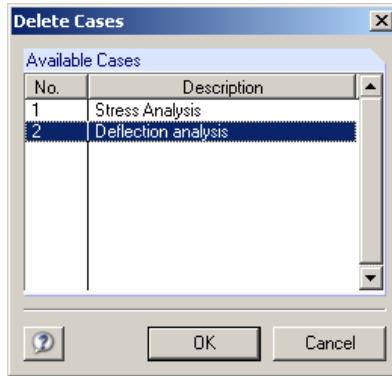 Delete Cases
Available Cases
No. Description
1 Stress Analysis
2 Deflection analysis
OK Cancel